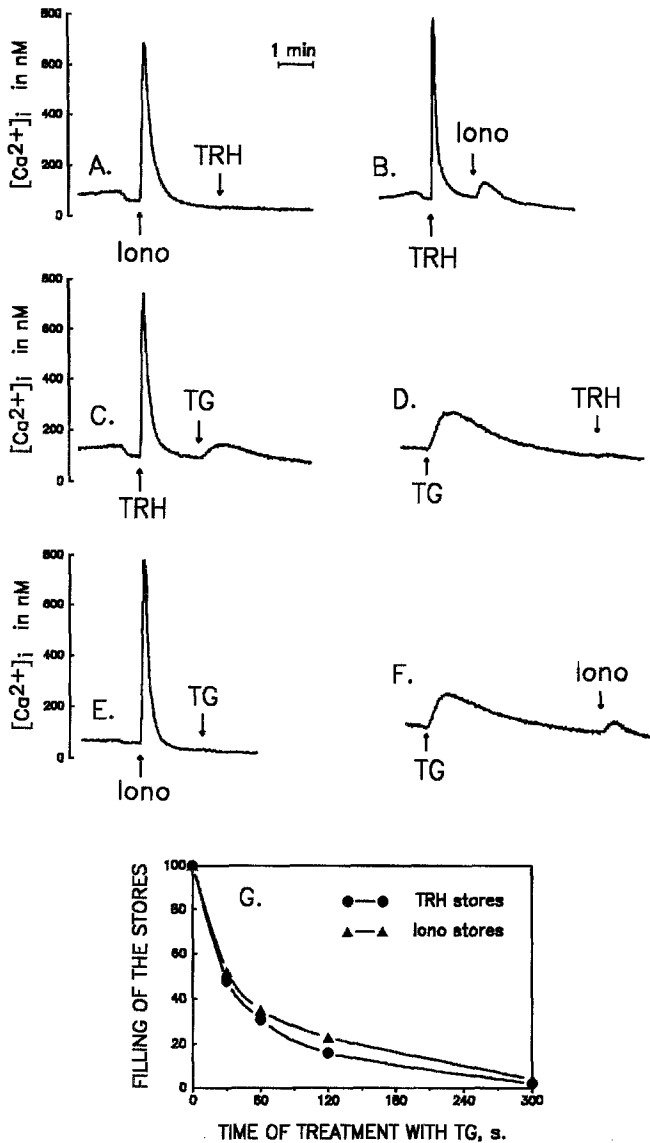 800
600
400
200
0
[Ca2+]i in nM
A.
1 min
TRH
Iono
B.
Iono
TRH
800
600
400
200
0
[Ca2+]i in nM
C.
TG
TRH
D.
TRH
TG
800
600
400
200
0
[Ca2+]i in nM
E.
TG
Iono
F.
Iono
TG
100
80
60
40
20
0
FILLING OF THE STORES
G.
TRH stores
Iono stores
0 60 120 180 240 300
TIME OF TREATMENT WITH TG, s.